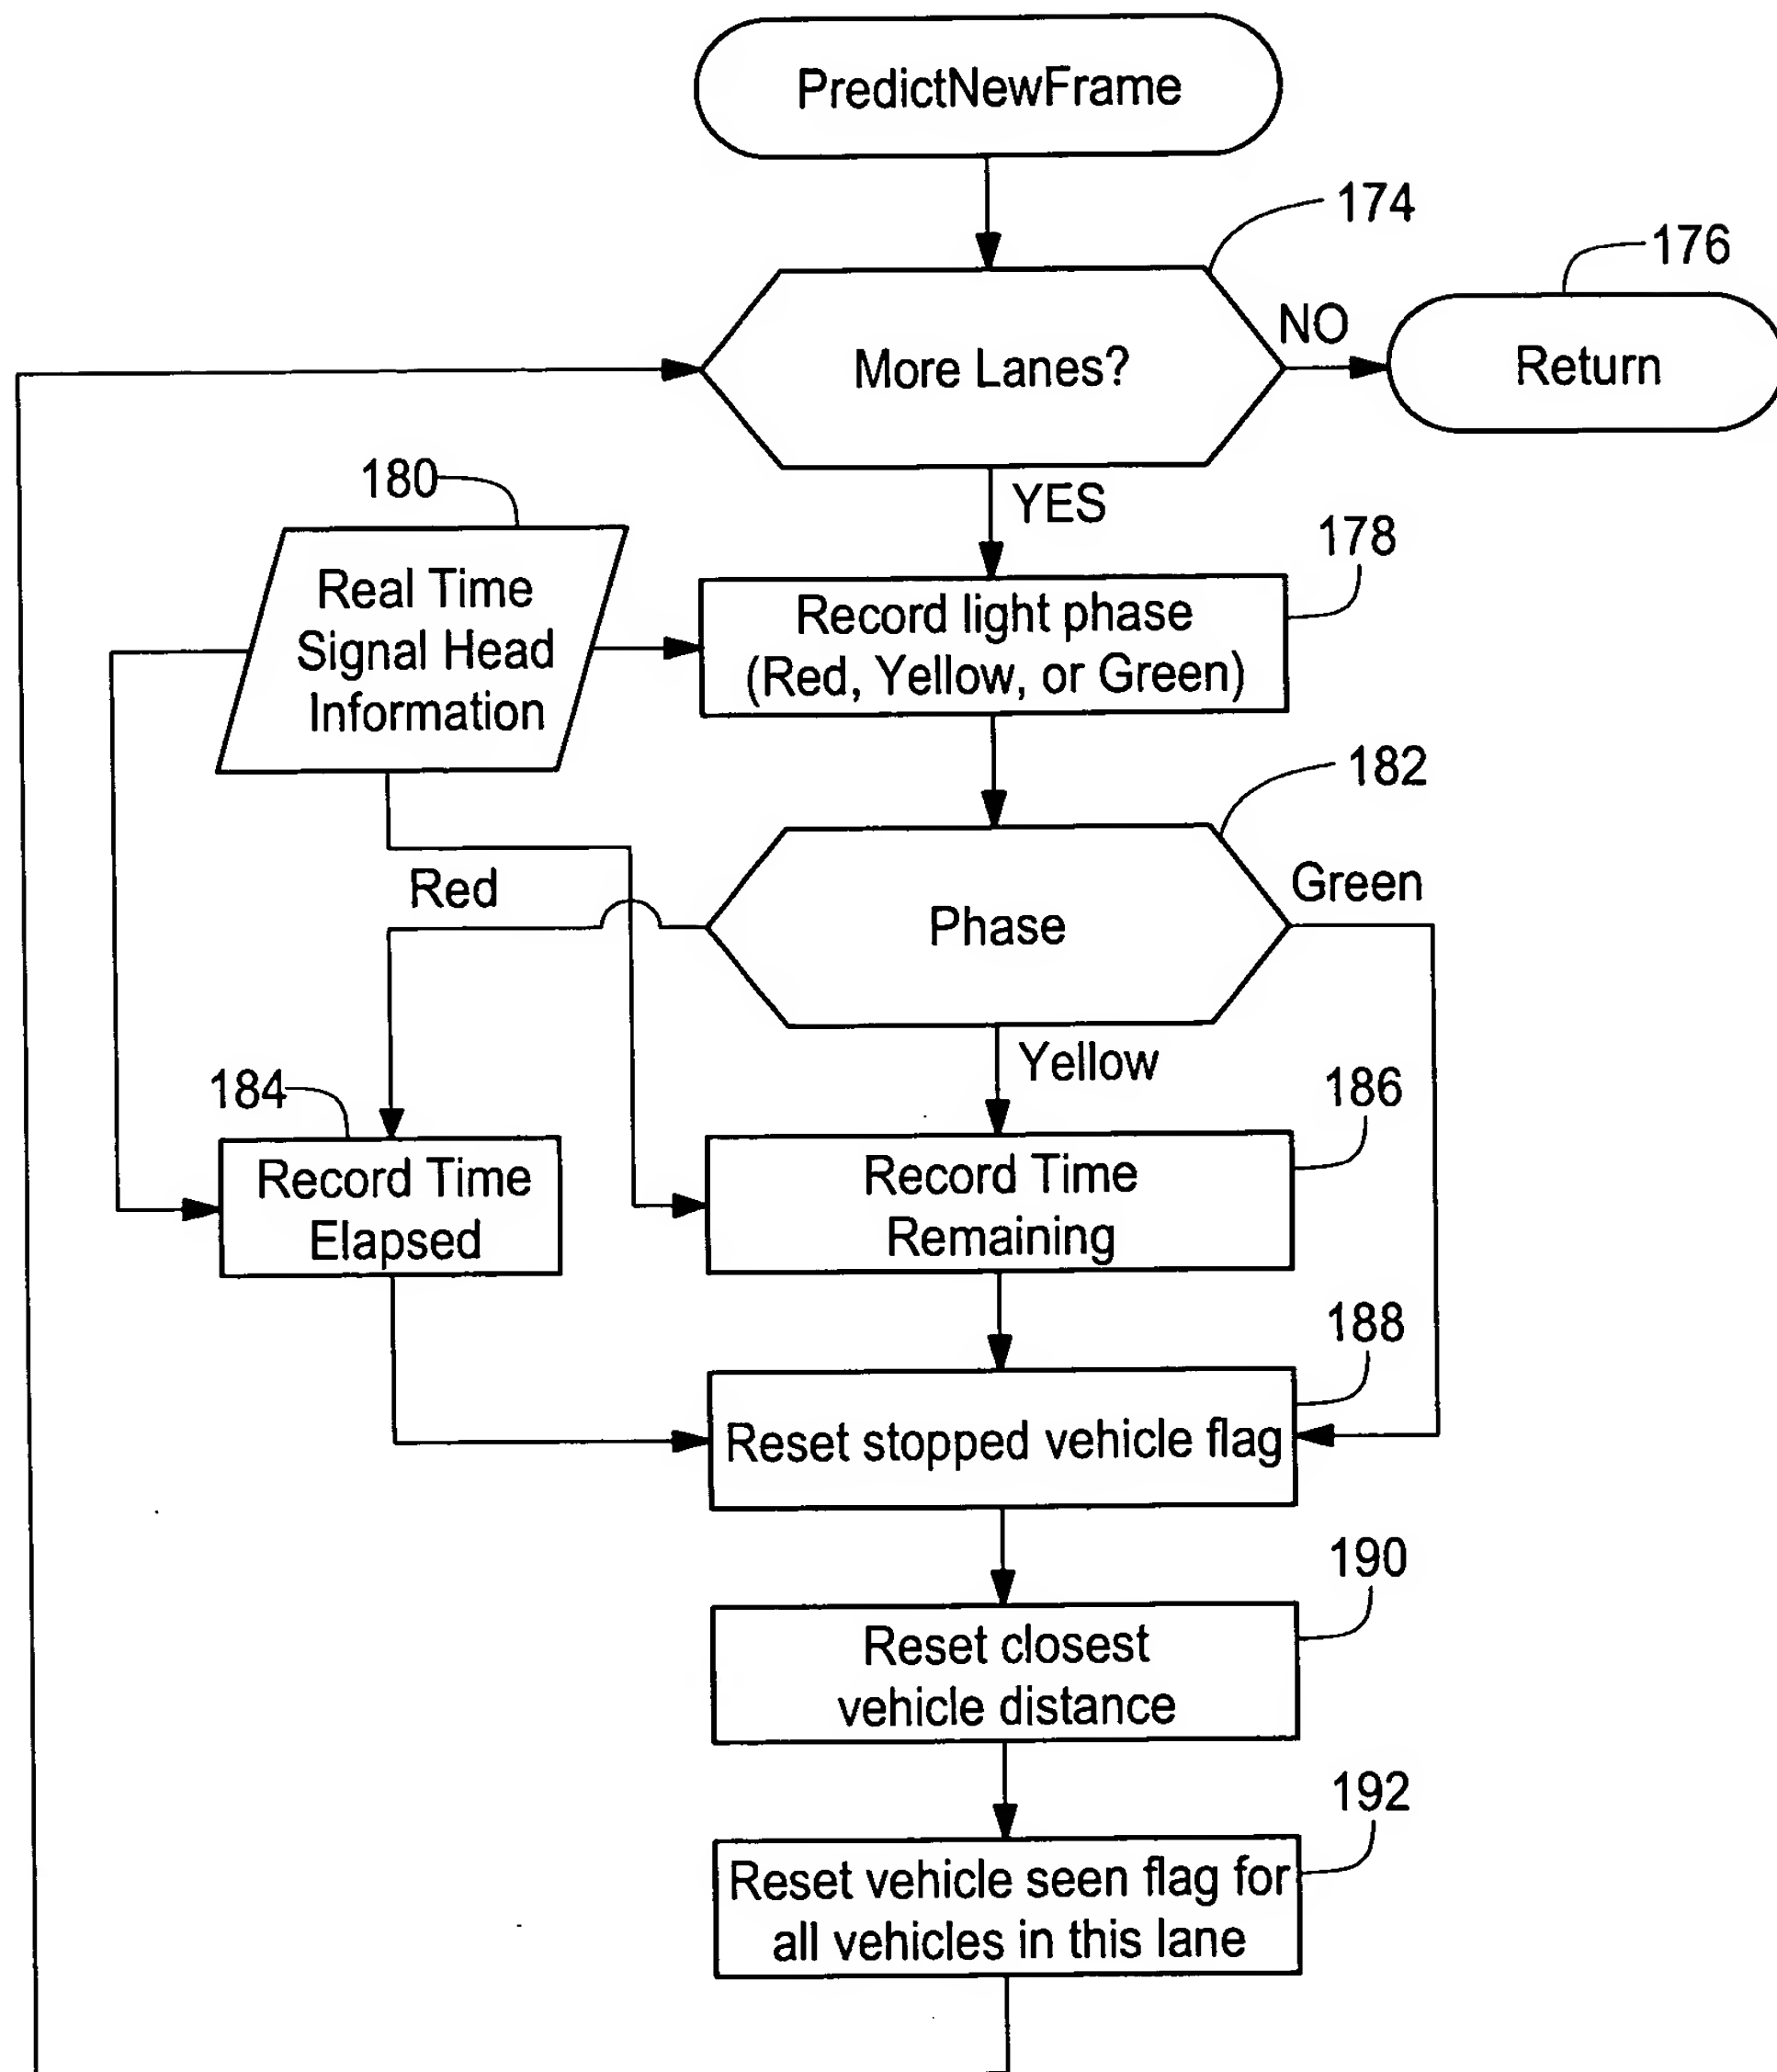 PredictNewFrame
174
176
More Lanes?
NO
Return
YES
180
178
Real Time
Signal Head
Information
Record light phase
(Red, Yellow, or Green)
182
Red
Phase
Green
Yellow
184
186
Record Time
Elapsed
Record Time
Remaining
188
Reset stopped vehicle flag
190
Reset closest
vehicle distance
192
Reset vehicle seen flag for
all vehicles in this lane